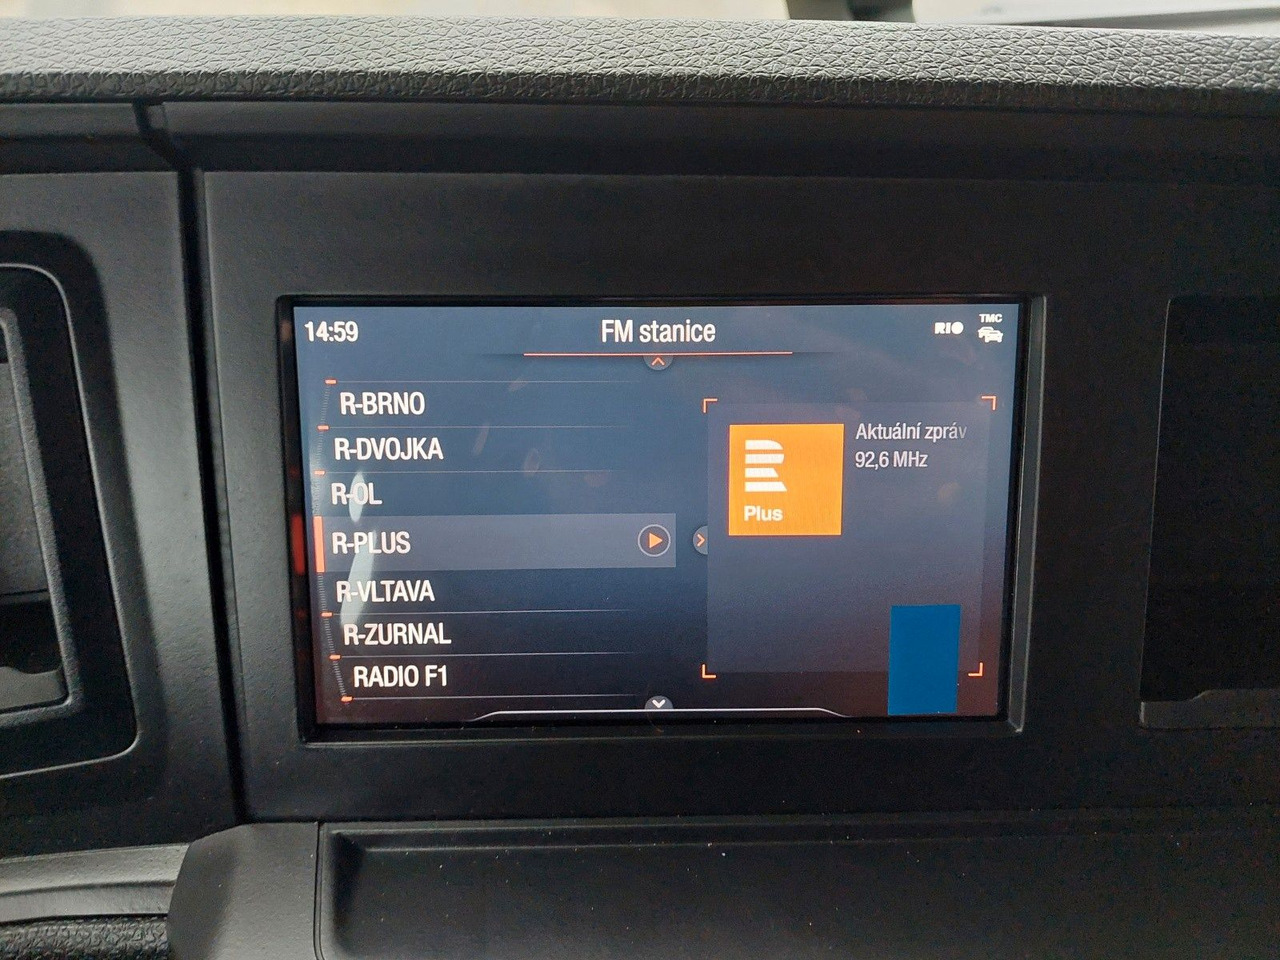 14:59
FM stanice
RIO
TMC
R-BRNO
R-DVOJKA
R-OL
R-PLUS
R-VLTAVA
R-ZURNAL
RADIO F1
Aktuální zpráv
92,6 MHz
Plus